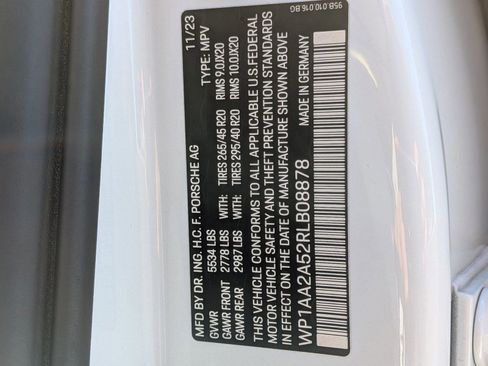 95B.010.016.BG
MFD BY DR. ING. H.C. F. PORSCHE AG 11/23
GVWR 5534 LBS TYPE: MPV
GAWR FRONT 2778 LBS WITH: TIRES 265/45 R20 RIMS 9.0JX20
GAWR REAR 2987 LBS WITH: TIRES 295/40 R20 RIMS 10.0JX20
THIS VEHICLE CONFORMS TO ALL APPLICABLE U.S.FEDERAL
MOTOR VEHICLE SAFETY AND THEFT PREVENTION STANDARDS
IN EFFECT ON THE DATE OF MANUFACTURE SHOWN ABOVE
WP1AA2A52RLB08878 MADE IN GERMANY